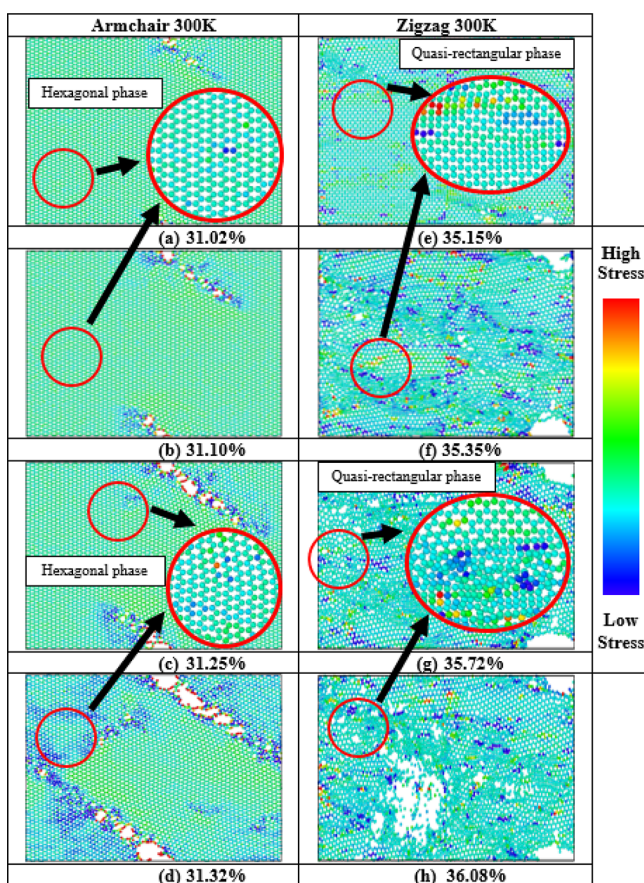 Armchair 300K
Zigzag 300K
Hexagonal phase
Quasi-rectangular phase
(a) 31.02%
(e) 35.15%
High
Stress
(b) 31.10%
(f) 35.35%
Quasi-rectangular phase
Hexagonal phase
Low
Stress
(c) 31.25%
(g) 35.72%
(d) 31.32%
(h) 36.08%